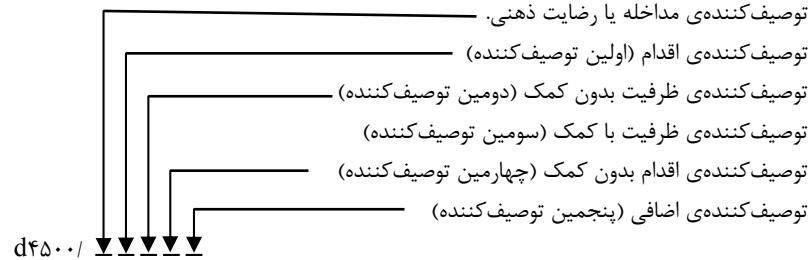 توصیف‌کننده‌ی مداخله یا رضایت ذهنی.
توصیف‌کننده‌ی اقدام (اولین توصیف‌کننده)
توصیف‌کننده‌ی ظرفیت بدون کمک (دومین توصیف‌کننده)
توصیف‌کننده‌ی ظرفیت با کمک (سومین توصیف‌کننده)
توصیف‌کننده‌ی اقدام بدون کمک (چهارمین توصیف‌کننده)
توصیف‌کننده‌ی اضافی (پنجمین توصیف‌کننده)
d۴۵۰۰/ _ _ _ _ _